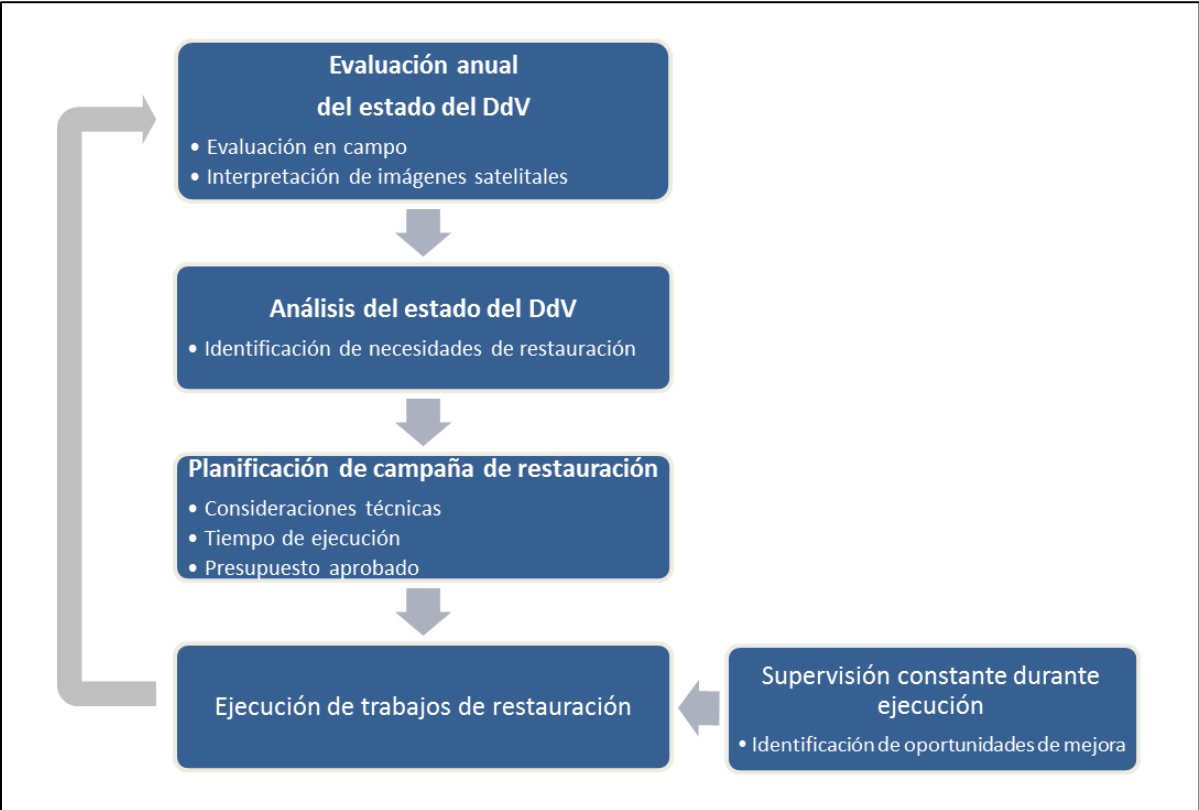 Evaluación anual
del estado del DdV
• Evaluación en campo
• Interpretación de imágenes satelitales
Análisis del estado del DdV
• Identificación de necesidades de restauración
Planificación de campaña de restauración
• Consideraciones técnicas
• Tiempo de ejecución
• Presupuesto aprobado
Ejecución de trabajos de restauración
Supervisión constante durante
ejecución
• Identificación de oportunidades de mejora